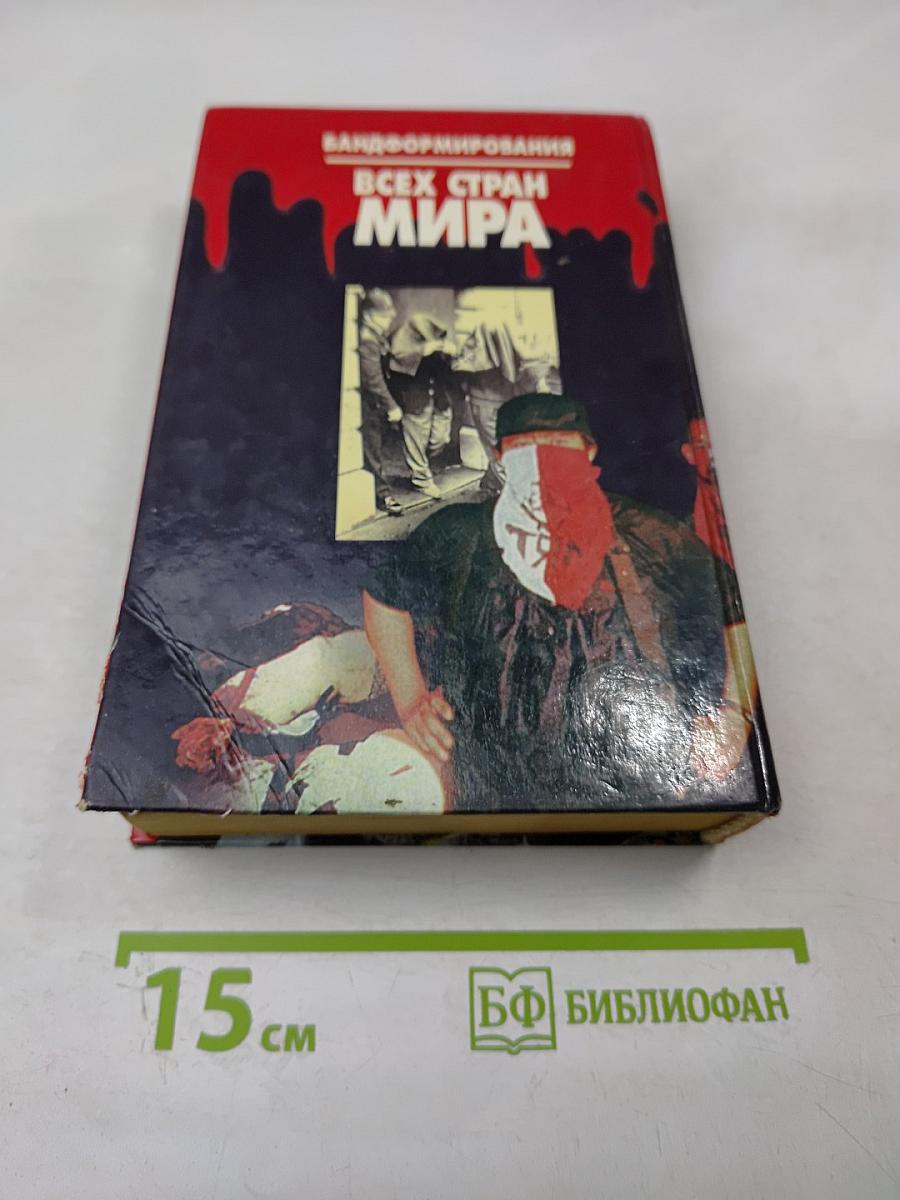 БАНДФОРМИРОВАНИЯ
ВСЕХ СТРАН
МИРА
15 см
БФ БИБЛИОФАН